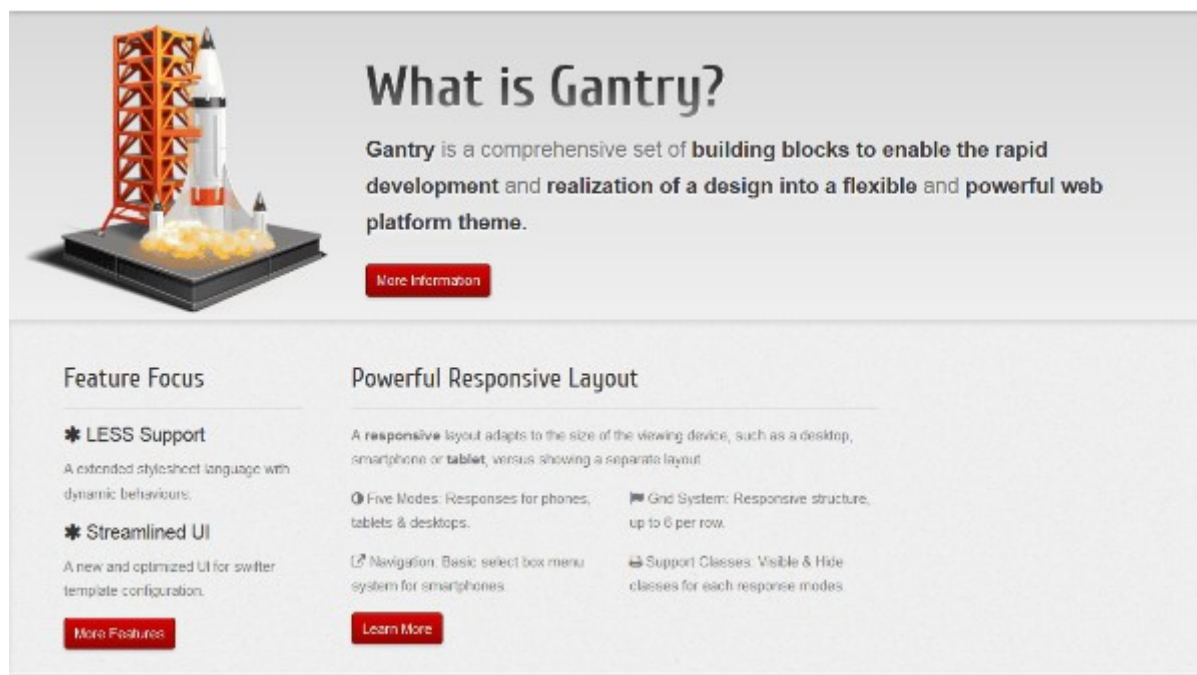 What is Gantry?
Gantry is a comprehensive set of building blocks to enable the rapid
development and realization of a design into a flexible and powerful web
platform theme.
More Information
Feature Focus
LESS Support
A extended stylesheet language with
dynamic behaviours.
Streamlined UI
A new and optimized UI for swifter
template configuration.
More Features
Powerful Responsive Layout
A responsive layout adapts to the size of the viewing device, such as a desktop,
smartphone or tablet, versus showing a separate layout
Five Modes: Responses for phones,
tablets & desktops.
Grid System: Responsive structure,
up to 6 per row.
Navigation: Basic select box menu
system for smartphones.
Support Classes: Visible & Hide
classes for each response modes.
Learn More